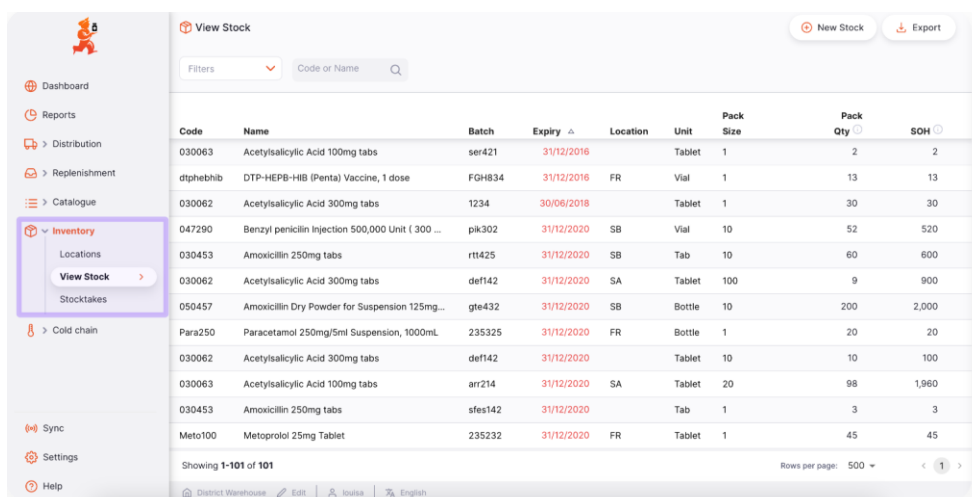 View Stock
New Stock
Export
Filters
Code or Name
Dashboard
Reports
Distribution
Replenishment
Catalogue
Inventory
Locations
View Stock
Stocktakes
Cold chain
Sync
Settings
Help
Code Name Batch Expiry Location Unit Pack Size Pack Qty SOH
030063 Acetylsalicylic Acid 100mg tabs ser421 31/12/2016 Tablet 1 2 2
dtphebhib DTP-HEPB-HIB (Penta) Vaccine, 1 dose FGH834 31/12/2016 FR Vial 1 13 13
030062 Acetylsalicylic Acid 300mg tabs 1234 30/06/2018 Tablet 1 30 30
047290 Benzyl penicilin Injection 500,000 Unit ( 300 ... pik302 31/12/2020 SB Vial 10 52 520
030453 Amoxicillin 250mg tabs rtt425 31/12/2020 SB Tab 10 60 600
030062 Acetylsalicylic Acid 300mg tabs def142 31/12/2020 SA Tablet 100 9 900
050457 Amoxicillin Dry Powder for Suspension 125mg... gte432 31/12/2020 SB Bottle 10 200 2,000
Para250 Paracetamol 250mg/5ml Suspension, 1000mL 235325 31/12/2020 FR Bottle 1 20 20
030062 Acetylsalicylic Acid 300mg tabs def142 31/12/2020 Tablet 10 10 100
030063 Acetylsalicylic Acid 100mg tabs arr214 31/12/2020 SA Tablet 20 98 1,960
030453 Amoxicillin 250mg tabs sfes142 31/12/2020 Tab 1 3 3
Meto100 Metoprolol 25mg Tablet 235232 31/12/2020 FR Tablet 1 45 45
Showing 1-101 of 101
Rows per page: 500
1
District Warehouse Edit louisa English